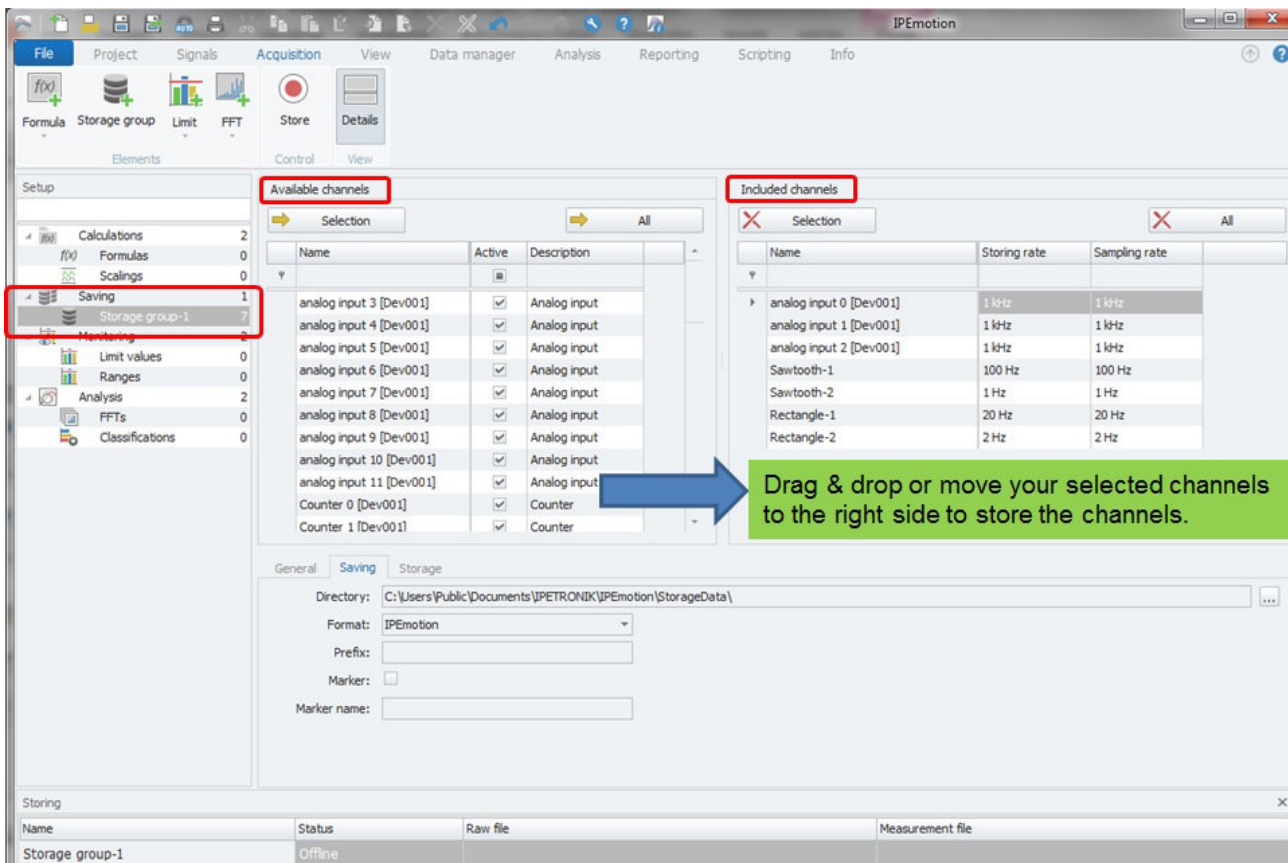 IPEmotion
File Project Signals Acquisition View Data manager Analysis Reporting Scripting Info
f(x)
Formula Storage group Limit FFT Store Details
Elements Control View
Setup
Calculations 2
f(x) Formulas 0
Scalings 0
Saving 1
Storage group-1 7
Monitoring 2
Limit values 0
Ranges 0
Analysis 2
FFTs 0
Classifications 0
Available channels
Selection All
Name Active Description
analog input 3 [Dev001] Analog input
analog input 4 [Dev001] Analog input
analog input 5 [Dev001] Analog input
analog input 6 [Dev001] Analog input
analog input 7 [Dev001] Analog input
analog input 8 [Dev001] Analog input
analog input 9 [Dev001] Analog input
analog input 10 [Dev001] Analog input
analog input 11 [Dev001] Analog input
Counter 0 [Dev001] Counter
Counter 1 [Dev001] Counter
Included channels
Selection All
Name Storing rate Sampling rate
analog input 0 [Dev001] 1 kHz 1 kHz
analog input 1 [Dev001] 1 kHz 1 kHz
analog input 2 [Dev001] 1 kHz 1 kHz
Sawtooth-1 100 Hz 100 Hz
Sawtooth-2 1 Hz 1 Hz
Rectangle-1 20 Hz 20 Hz
Rectangle-2 2 Hz 2 Hz
Drag & drop or move your selected channels
to the right side to store the channels.
General Saving Storage
Directory: C:\Users\Public\Documents\IPETRONIK\IPEmotion\StorageData\ ...
Format: IPEmotion
Prefix:
Marker:
Marker name:
Storing
Name Status Raw file Measurement file
Storage group-1 Offline